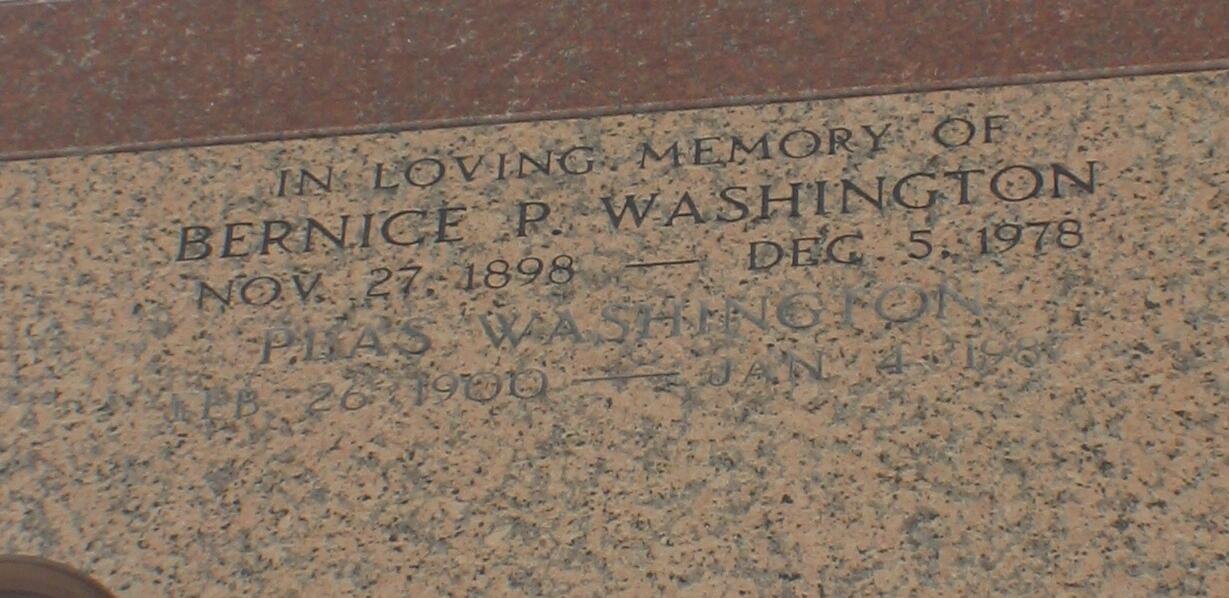 IN LOVING MEMORY OF
BERNICE P. WASHINGTON
NOV. 27, 1898 — DEC. 5, 1978
PLAS WASHINGTON
FEB. 26 1900 — JAN 4